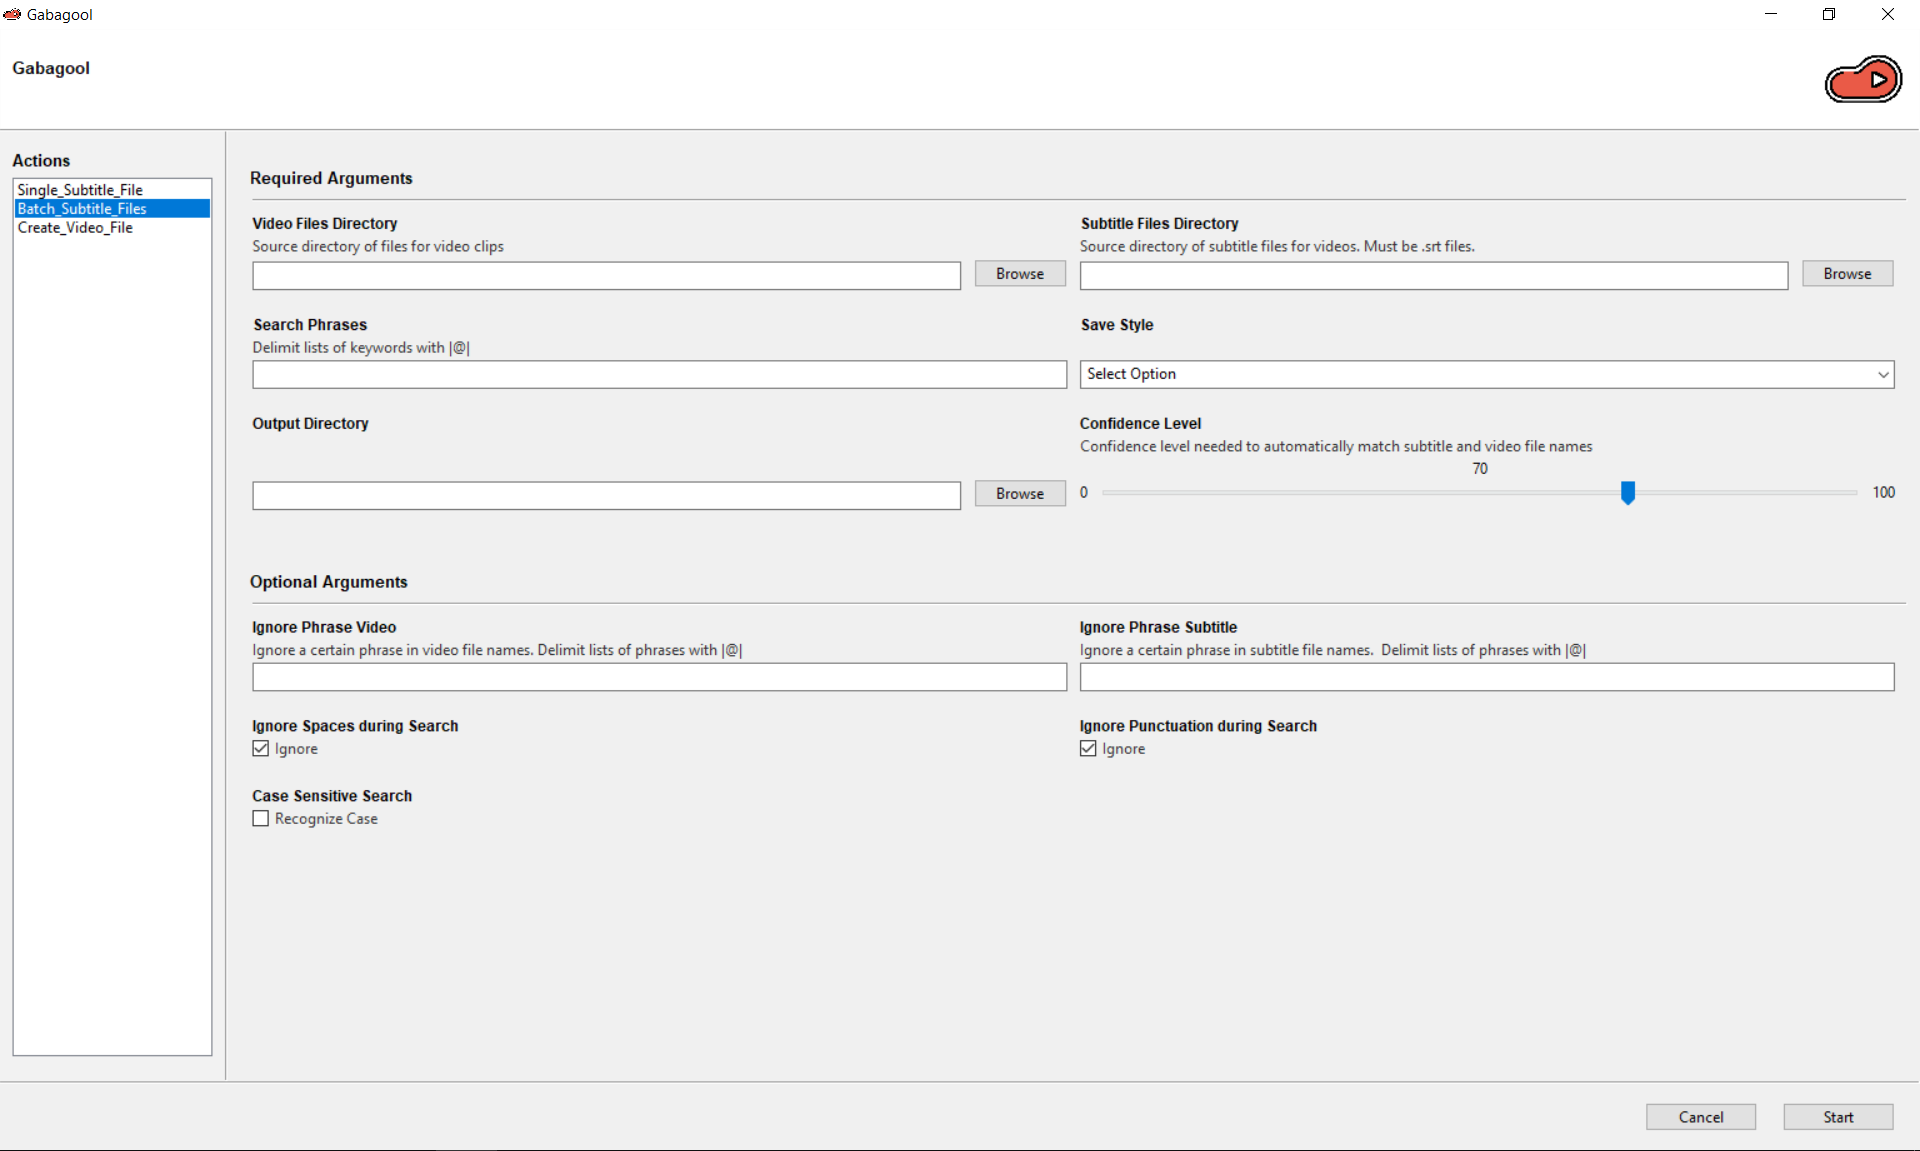 Gabagool
Gabagool
Actions
Single_Subtitle_File
Batch_Subtitle_Files
Create_Video_File
Required Arguments
Video Files Directory
Source directory of files for video clips
Browse
Subtitle Files Directory
Source directory of subtitle files for videos. Must be .srt files.
Browse
Search Phrases
Delimit lists of keywords with |@|
Save Style
Select Option
Output Directory
Browse
Confidence Level
Confidence level needed to automatically match subtitle and video file names
70
0
100
Optional Arguments
Ignore Phrase Video
Ignore a certain phrase in video file names. Delimit lists of phrases with |@|
Ignore Phrase Subtitle
Ignore a certain phrase in subtitle file names.  Delimit lists of phrases with |@|
Ignore Spaces during Search
Ignore
Ignore Punctuation during Search
Ignore
Case Sensitive Search
Recognize Case
Cancel
Start